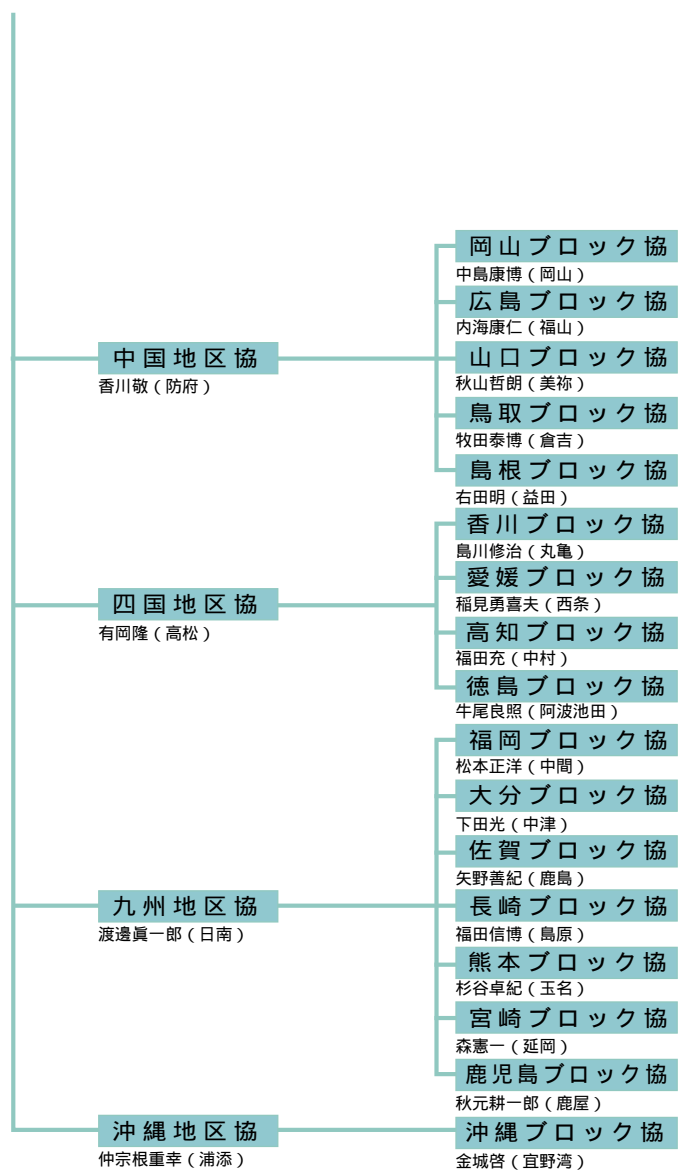 岡山ブロック協
中島康博（岡山）
広島ブロック協
内海康仁（福山）
中国地区協
香川敬（防府）
山口ブロック協
秋山哲朗（美祢）
鳥取ブロック協
牧田泰博（倉吉）
島根ブロック協
右田明（益田）
香川ブロック協
島川修治（丸亀）
愛媛ブロック協
稲見勇喜夫（西条）
四国地区協
有岡隆（高松）
高知ブロック協
福田充（中村）
徳島ブロック協
牛尾良照（阿波池田）
福岡ブロック協
松本正洋（中間）
大分ブロック協
下田光（中津）
佐賀ブロック協
矢野善紀（鹿島）
九州地区協
渡邊眞一郎（日南）
長崎ブロック協
福田信博（島原）
熊本ブロック協
杉谷卓紀（玉名）
宮崎ブロック協
森憲一（延岡）
鹿児島ブロック協
秋元耕一郎（鹿屋）
沖縄地区協
仲宗根重幸（浦添）
沖縄ブロック協
金城啓（宜野湾）